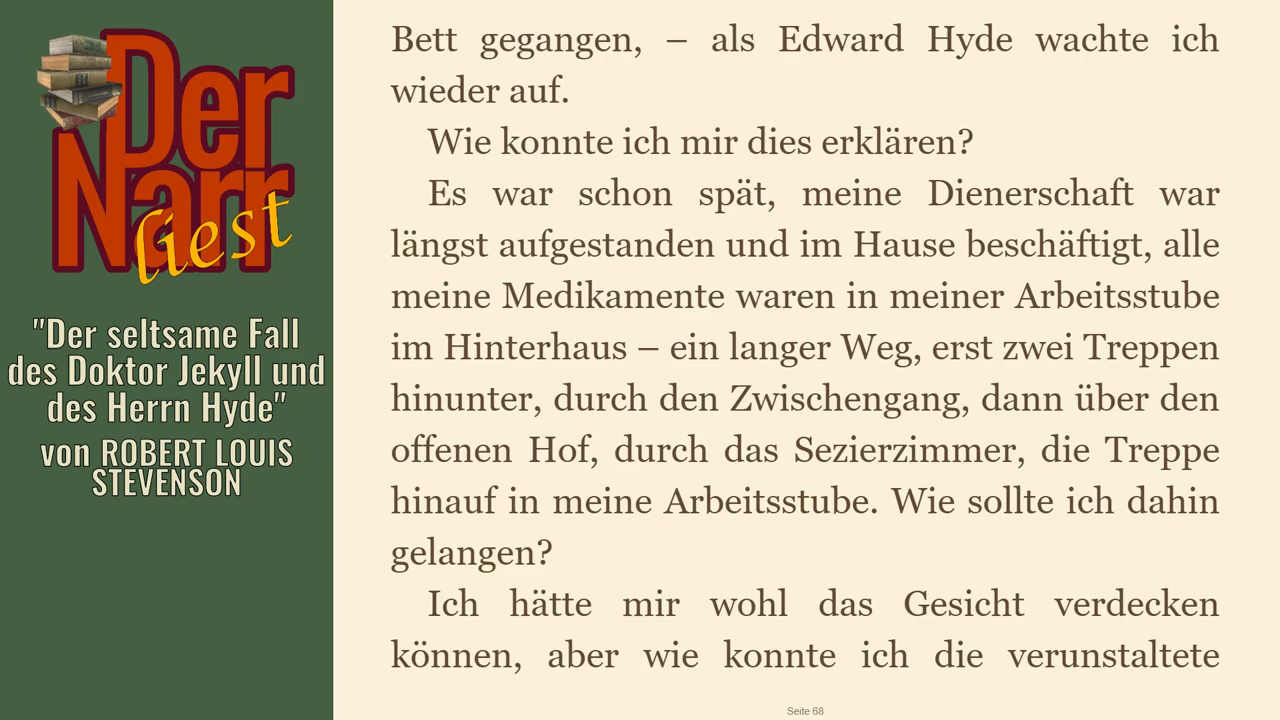 Der
Narr
liest
"Der seltsame Fall
des Doktor Jekyll und
des Herrn Hyde"
von ROBERT LOUIS
STEVENSON
Bett gegangen, – als Edward Hyde wachte ich
wieder auf.
Wie konnte ich mir dies erklären?
Es war schon spät, meine Dienerschaft war
längst aufgestanden und im Hause beschäftigt, alle
meine Medikamente waren in meiner Arbeitsstube
im Hinterhaus – ein langer Weg, erst zwei Treppen
hinunter, durch den Zwischengang, dann über den
offenen Hof, durch das Sezierzimmer, die Treppe
hinauf in meine Arbeitsstube. Wie sollte ich dahin
gelangen?
Ich hätte mir wohl das Gesicht verdecken
können, aber wie konnte ich die verunstaltete
Seite 68